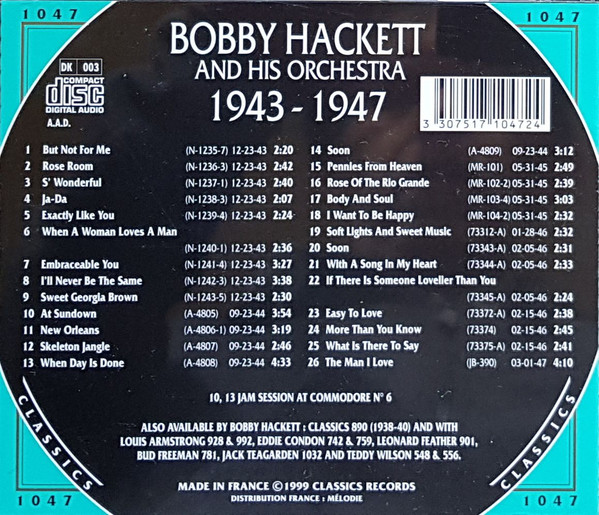 1047
1047
BOBBY HACKETT
AND HIS ORCHESTRA
1943 - 1947
DK 003
COMPACT
disc
DIGITAL AUDIO
A.A.D.
3 307517 104724
1 But Not For Me (N-1235-7) 12-23-43 2:20
2 Rose Room (N-1236-3) 12-23-43 2:42
3 S' Wonderful (N-1237-1) 12-23-43 2:40
4 Ja-Da (N-1238-3) 12-23-43 2:07
5 Exactly Like You (N-1239-4) 12-23-43 2:24
6 When A Woman Loves A Man
(N-1240-1) 12-23-43 2:36
7 Embraceable You (N-1241-4) 12-23-43 3:27
8 I'll Never Be The Same (N-1242-3) 12-23-43 3:38
9 Sweet Georgia Brown (N-1243-5) 12-23-43 2:30
10 At Sundown (A-4805) 09-23-44 3:54
11 New Orleans (A-4806-1) 09-23-44 3:19
12 Skeleton Jangle (A-4807) 09-23-44 2:46
13 When Day Is Done (A-4808) 09-23-44 4:33
14 Soon (A-4809) 09-23-44 3:12
15 Pennies From Heaven (MR-101) 05-31-45 2:49
16 Rose Of The Rio Grande (MR-102-2) 05-31-45 2:39
17 Body And Soul (MR-103-4) 05-31-45 3:03
18 I Want To Be Happy (MR-104-2) 05-31-45 2:32
19 Soft Lights And Sweet Music (73312-A) 01-28-46 2:32
20 Soon (73343-A) 02-05-46 2:31
21 With A Song In My Heart (73344-A) 02-05-46 2:33
22 If There Is Someone Lovelier Than You
(73345-A) 02-05-46 2:24
23 Easy To Love (73372-A) 02-15-46 2:38
24 More Than You Know (73374) 02-15-46 2:45
25 What Is There To Say (73375-A) 02-15-46 2:41
26 The Man I Love (JB-390) 03-01-47 4:10
10, 13 JAM SESSION AT COMMODORE N° 6
ALSO AVAILABLE BY BOBBY HACKETT : CLASSICS 890 (1938-40) AND WITH
LOUIS ARMSTRONG 928 & 992, EDDIE CONDON 742 & 759, LEONARD FEATHER 901,
BUD FREEMAN 781, JACK TEAGARDEN 1032 AND TEDDY WILSON 548 & 556.
MADE IN FRANCE ©1999 CLASSICS RECORDS
DISTRIBUTION FRANCE : MÉLODIE
CLASSICS
CLASSICS
1047
1047